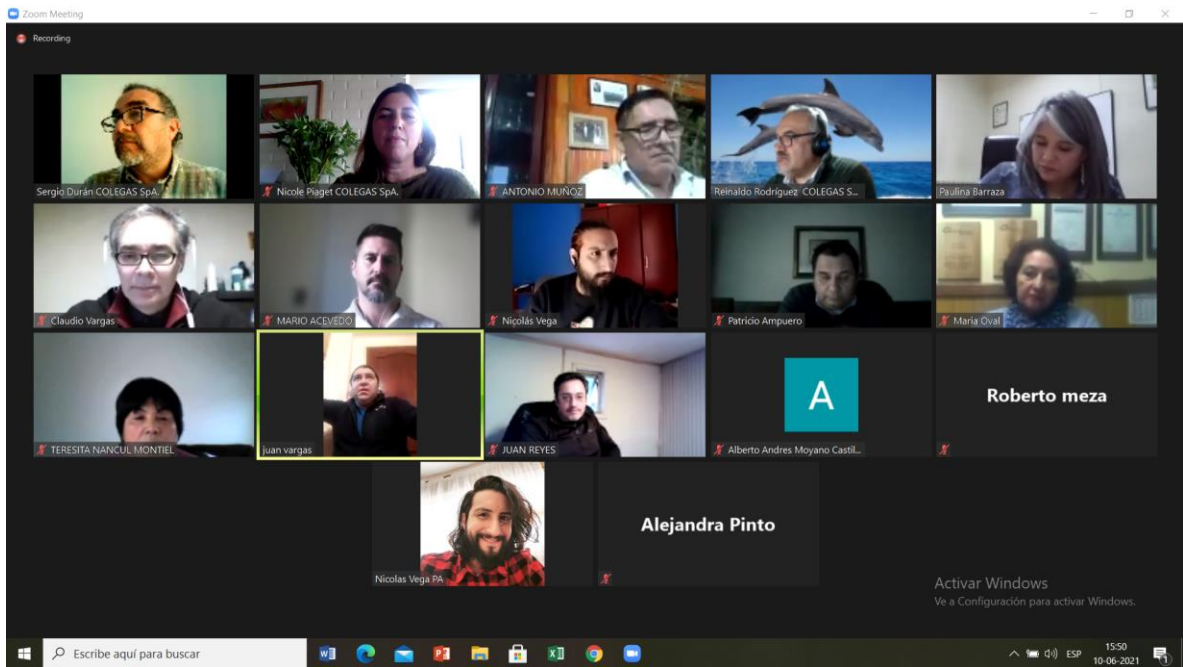 Zoom Meeting
Recording
Sergio Durán COLEGAS SpA.
Nicole Piaget COLEGAS SpA.
ANTONIO MUÑOZ
Reinaldo Rodríguez COLEGAS S...
Paulina Barraza
Claudio Vargas
MARIO ACEVEDO
Nicolás Vega
Patricio Ampuero
Maria Oval
TERESITA NANCUL MONTIEL
juan vargas
JUAN REYES
A
Alberto Andres Moyano Castil...
Roberto meza
Nicolas Vega PA
Alejandra Pinto
Activar Windows
Ve a Configuración para activar Windows.
Escribe aquí para buscar
ESP
15:50
10-06-2021
1